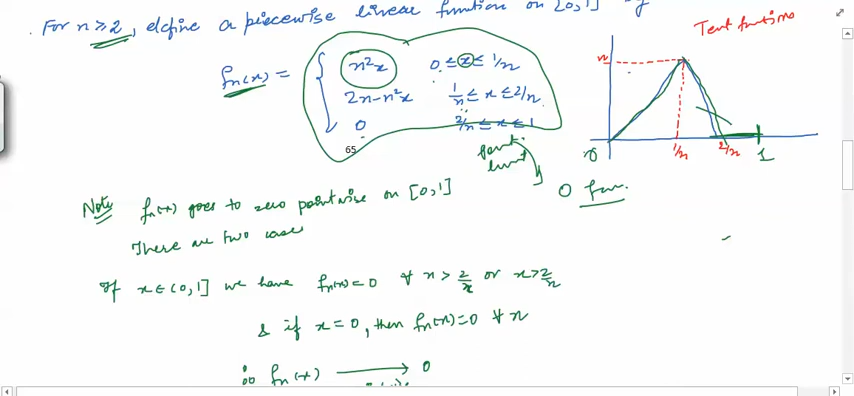 For n ≥ 2, define a piecewise linear function on [0,1] by
Tent functions
fn(x) = { n²x 0 ≤ x ≤ 1/n
2n-n²x 1/n ≤ x ≤ 2/n
0 2/n ≤ x ≤ 1
65
n
0 1/n 2/n 1
point.
limit
0 fun.
Note fn(x) goes to zero pointwise on [0,1]
There are two case
If x ∈ (0,1] we have fn(x)=0 ∀ n > 2/x or x > 2/n
& if x = 0, then fn(x)=0 ∀ n
∴ fn(x) ⟶ 0